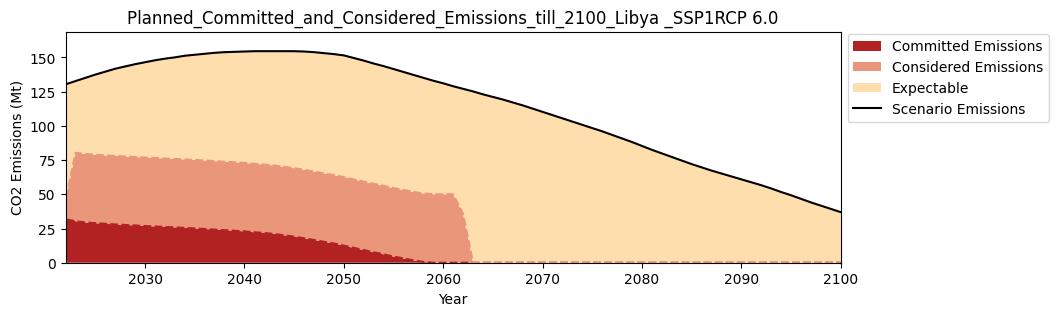 Planned_Committed_and_Considered_Emissions_till_2100_Libya _SSP1RCP 6.0
CO2 Emissions (Mt)
150
125
100
75
50
25
0
2030 2040 2050 2060 2070 2080 2090 2100
Year
Committed Emissions
Considered Emissions
Expectable
Scenario Emissions